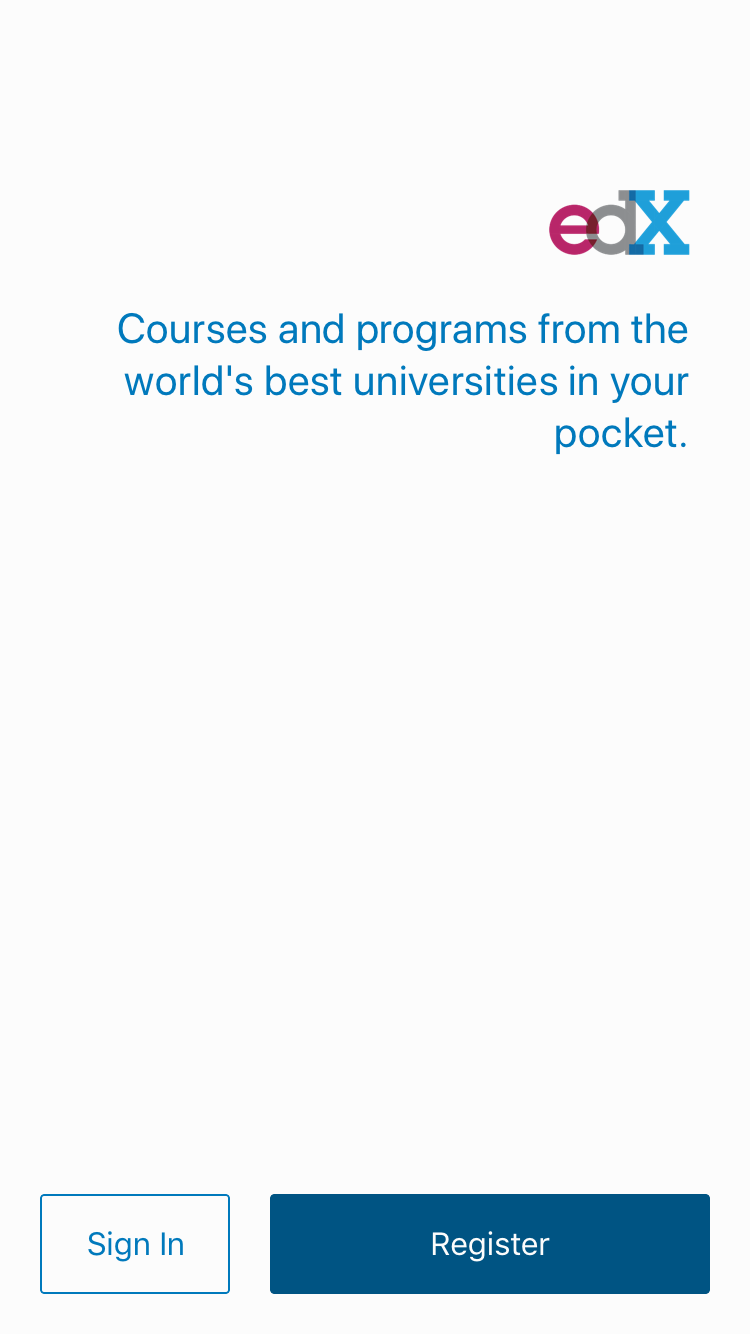 edX
Courses and programs from the
world's best universities in your
pocket.
Sign In
Register